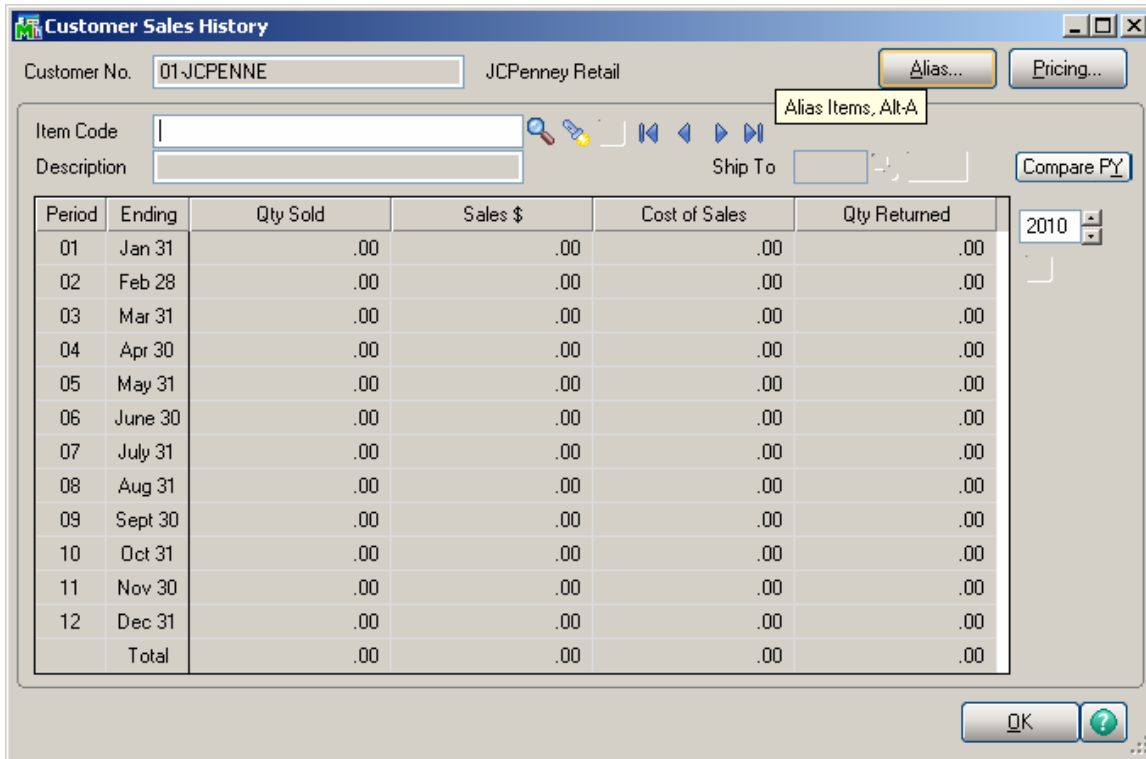 Customer Sales History
Customer No. 01-JCPENNE JCPenney Retail Alias... Pricing...
Alias Items, Alt-A
Item Code
Description Ship To Compare PY
Period Ending Qty Sold Sales $ Cost of Sales Qty Returned
2010
01 Jan 31 .00 .00 .00 .00
02 Feb 28 .00 .00 .00 .00
03 Mar 31 .00 .00 .00 .00
04 Apr 30 .00 .00 .00 .00
05 May 31 .00 .00 .00 .00
06 June 30 .00 .00 .00 .00
07 July 31 .00 .00 .00 .00
08 Aug 31 .00 .00 .00 .00
09 Sept 30 .00 .00 .00 .00
10 Oct 31 .00 .00 .00 .00
11 Nov 30 .00 .00 .00 .00
12 Dec 31 .00 .00 .00 .00
Total .00 .00 .00 .00
OK ?